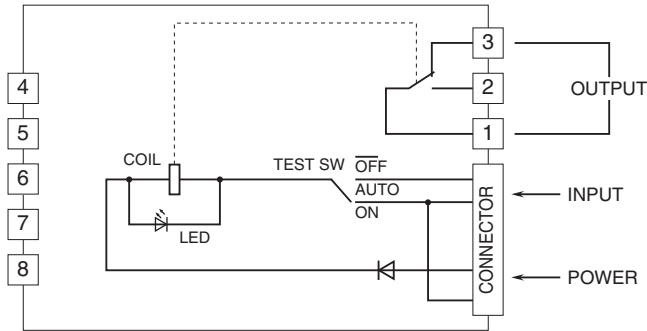 3
4
2
OUTPUT
5
1
COIL
TEST SW
OFF
6
AUTO
INPUT
ON
7
LED
CONNECTOR
8
POWER